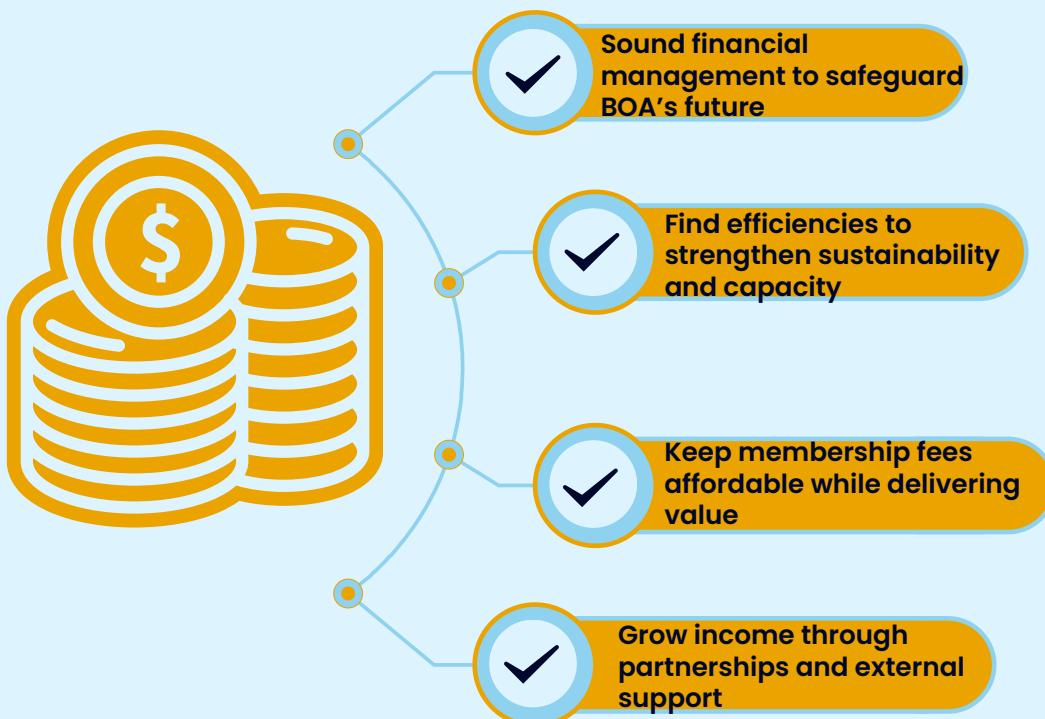 $
Sound financial
management to safeguard
BOA's future
Find efficiencies to
strengthen sustainability
and capacity
Keep membership fees
affordable while delivering
value
Grow income through
partnerships and external
support